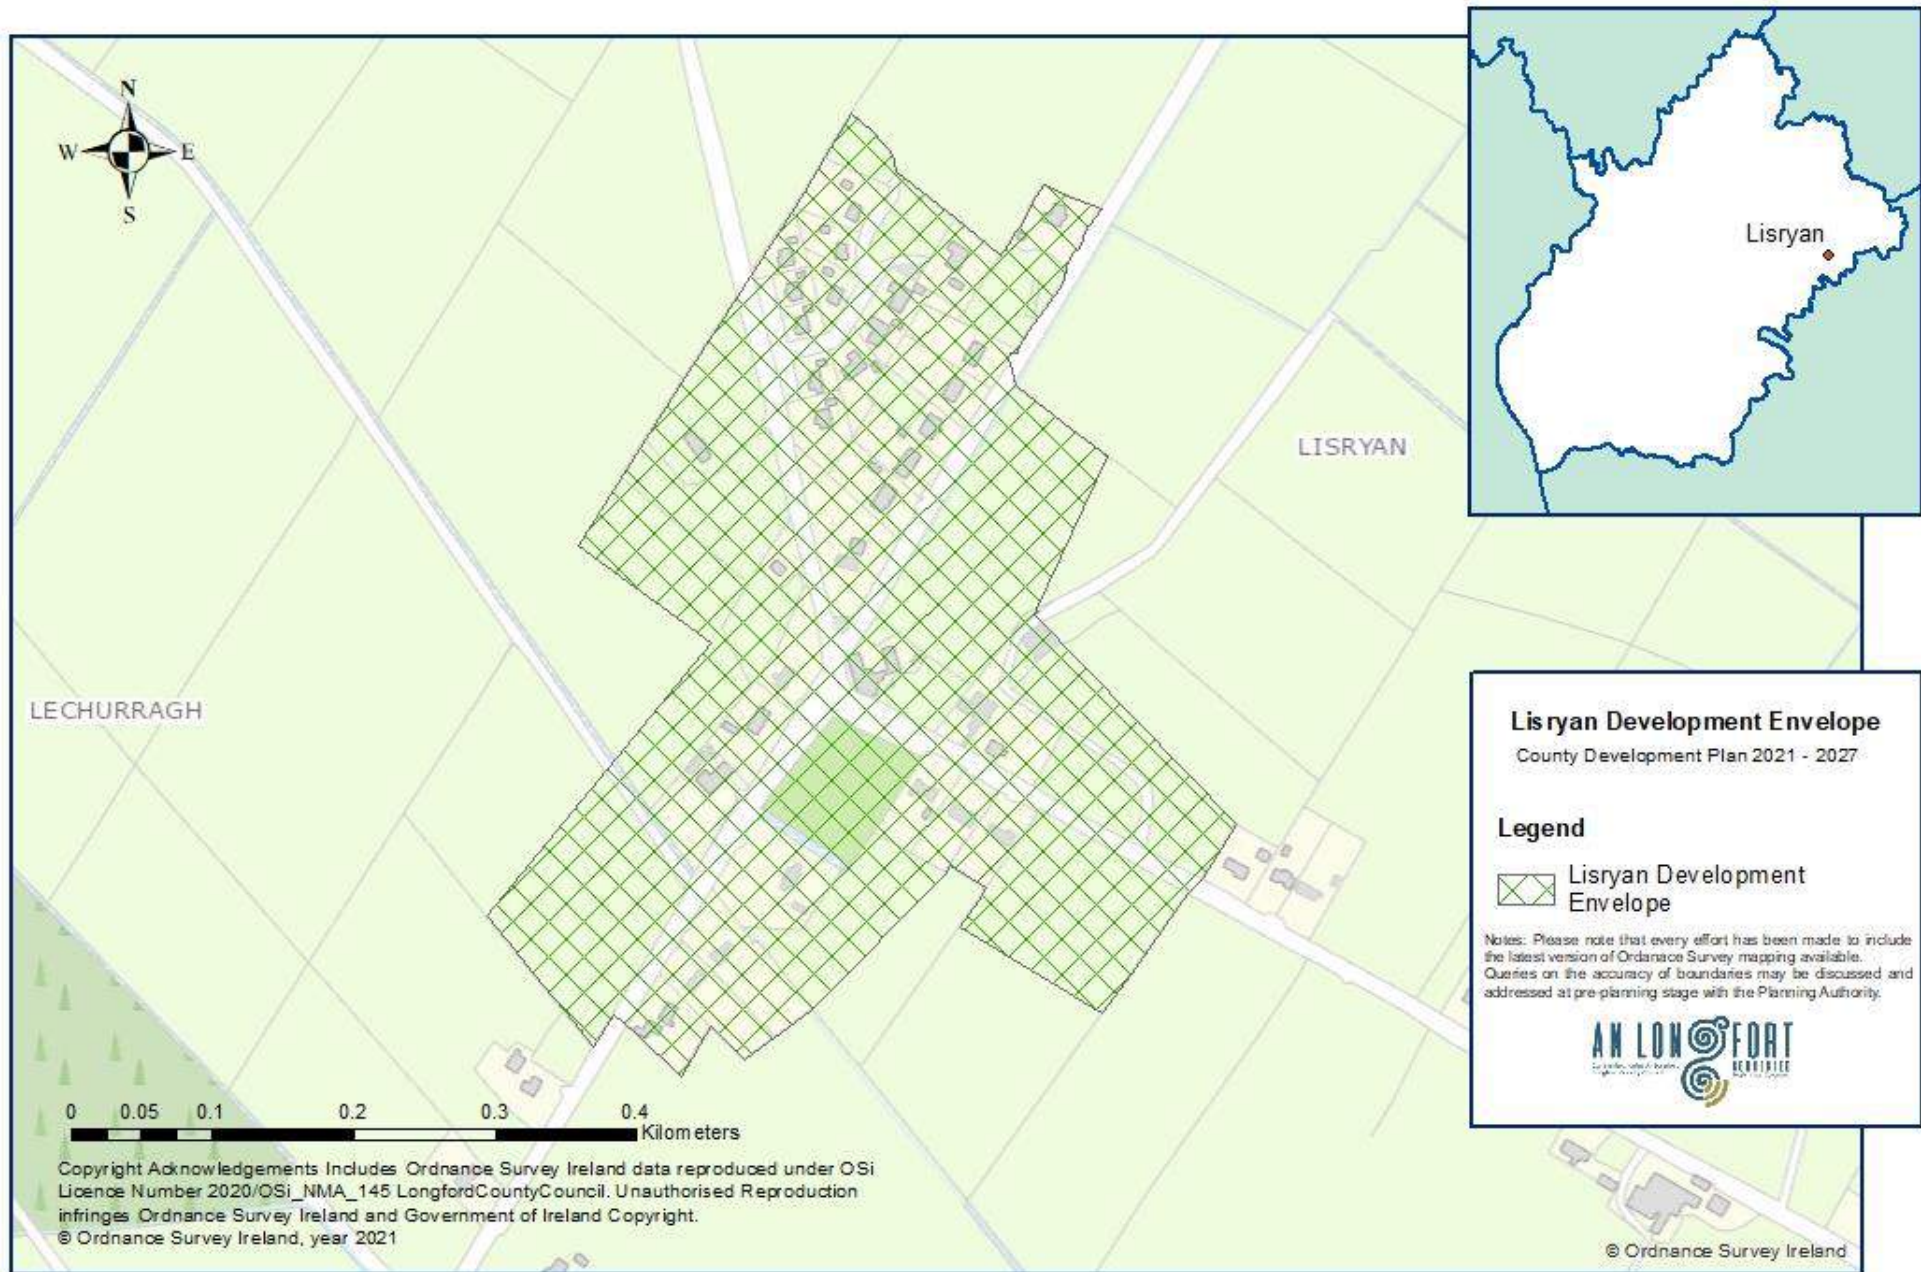 N
W E
S
Lisryan
LISRYAN
LECHURRAGH
Lisryan Development Envelope
County Development Plan 2021 - 2027
Legend
Lisryan Development
Envelope
Notes: Please note that every effort has been made to include
the latest version of Ordanace Survey mapping available.
Queries on the accuracy of boundaries may be discussed and
addressed at pre-planning stage with the Planning Authority.
AN LONGFORT
0 0.05 0.1 0.2 0.3 0.4
Kilometers
Copyright Acknowledgements Includes Ordnance Survey Ireland data reproduced under OSi
Licence Number 2020/OSi_NMA_145 LongfordCountyCouncil. Unauthorised Reproduction
infringes Ordnance Survey Ireland and Government of Ireland Copyright.
© Ordnance Survey Ireland, year 2021
© Ordnance Survey Ireland